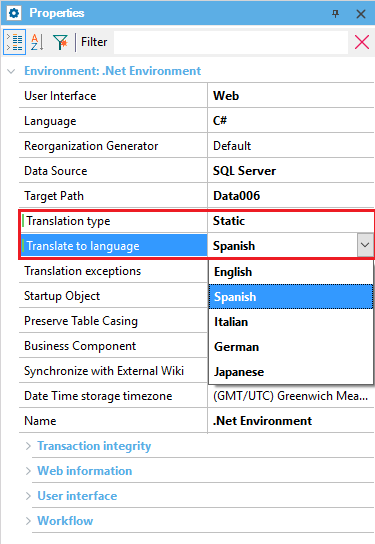 Properties
Filter
Environment: .Net Environment
User Interface Web
Language C#
Reorganization Generator Default
Data Source SQL Server
Target Path Data006
Translation type Static
Translate to language Spanish
Translation exceptions
English
Startup Object
Spanish
Preserve Table Casing
Italian
Business Component
German
Synchronize with External Wiki
Japanese
Date Time storage timezone (GMT/UTC) Greenwich Mea...
Name .Net Environment
Transaction integrity
Web information
User interface
Workflow